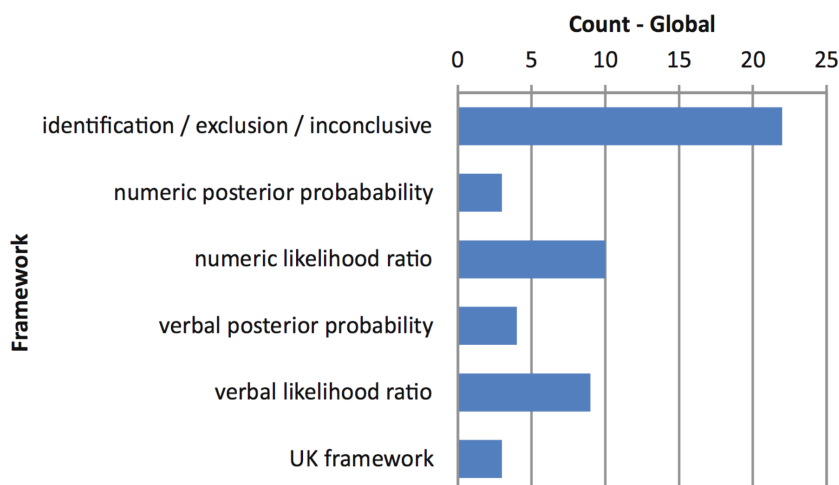 Count - Global
0 5 10 15 20 25
Framework
identification / exclusion / inconclusive
numeric posterior probabability
numeric likelihood ratio
verbal posterior probability
verbal likelihood ratio
UK framework